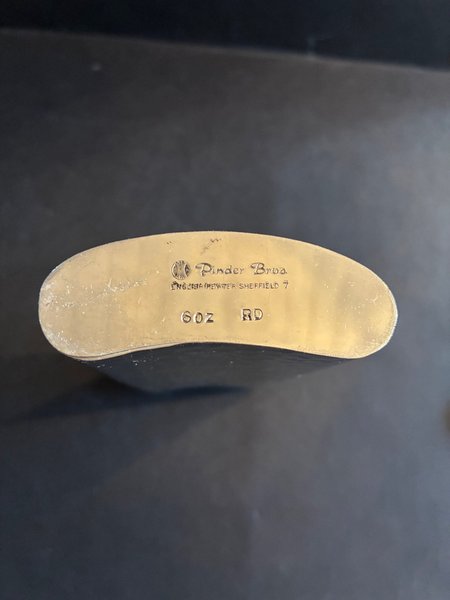 Pinder Bros
ENGLISH PEWTER SHEFFIELD 7
6OZ RD